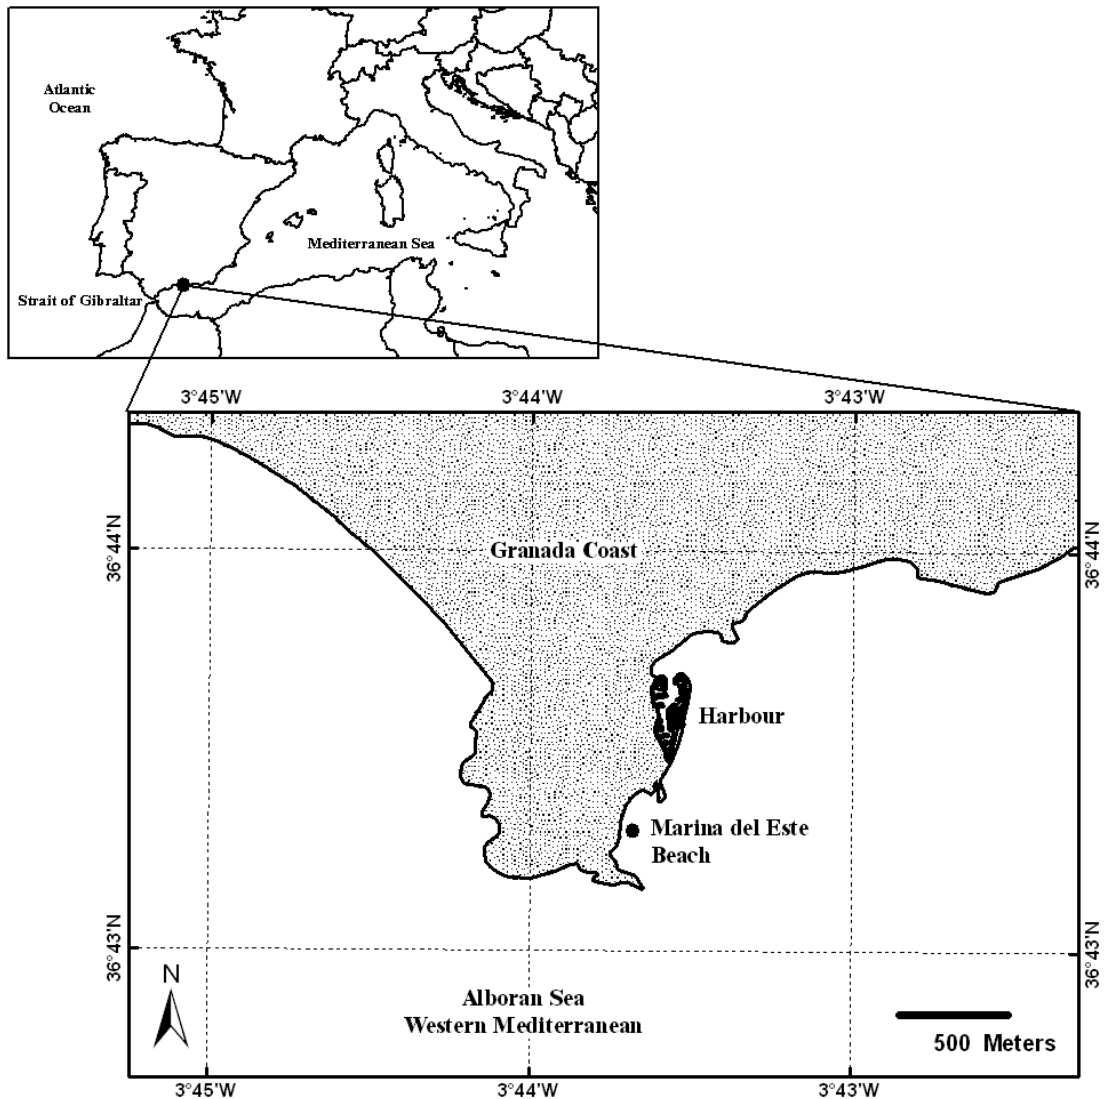 Atlantic
Ocean
Mediterranean Sea
Strait of Gibraltar
3°45'W
3°44'W
3°43'W
36°44'N
Granada Coast
36°44'N
Harbour
Marina del Este
Beach
36°43'N
36°43'N
N
Alboran Sea
Western Mediterranean
500 Meters
3°45'W
3°44'W
3°43'W